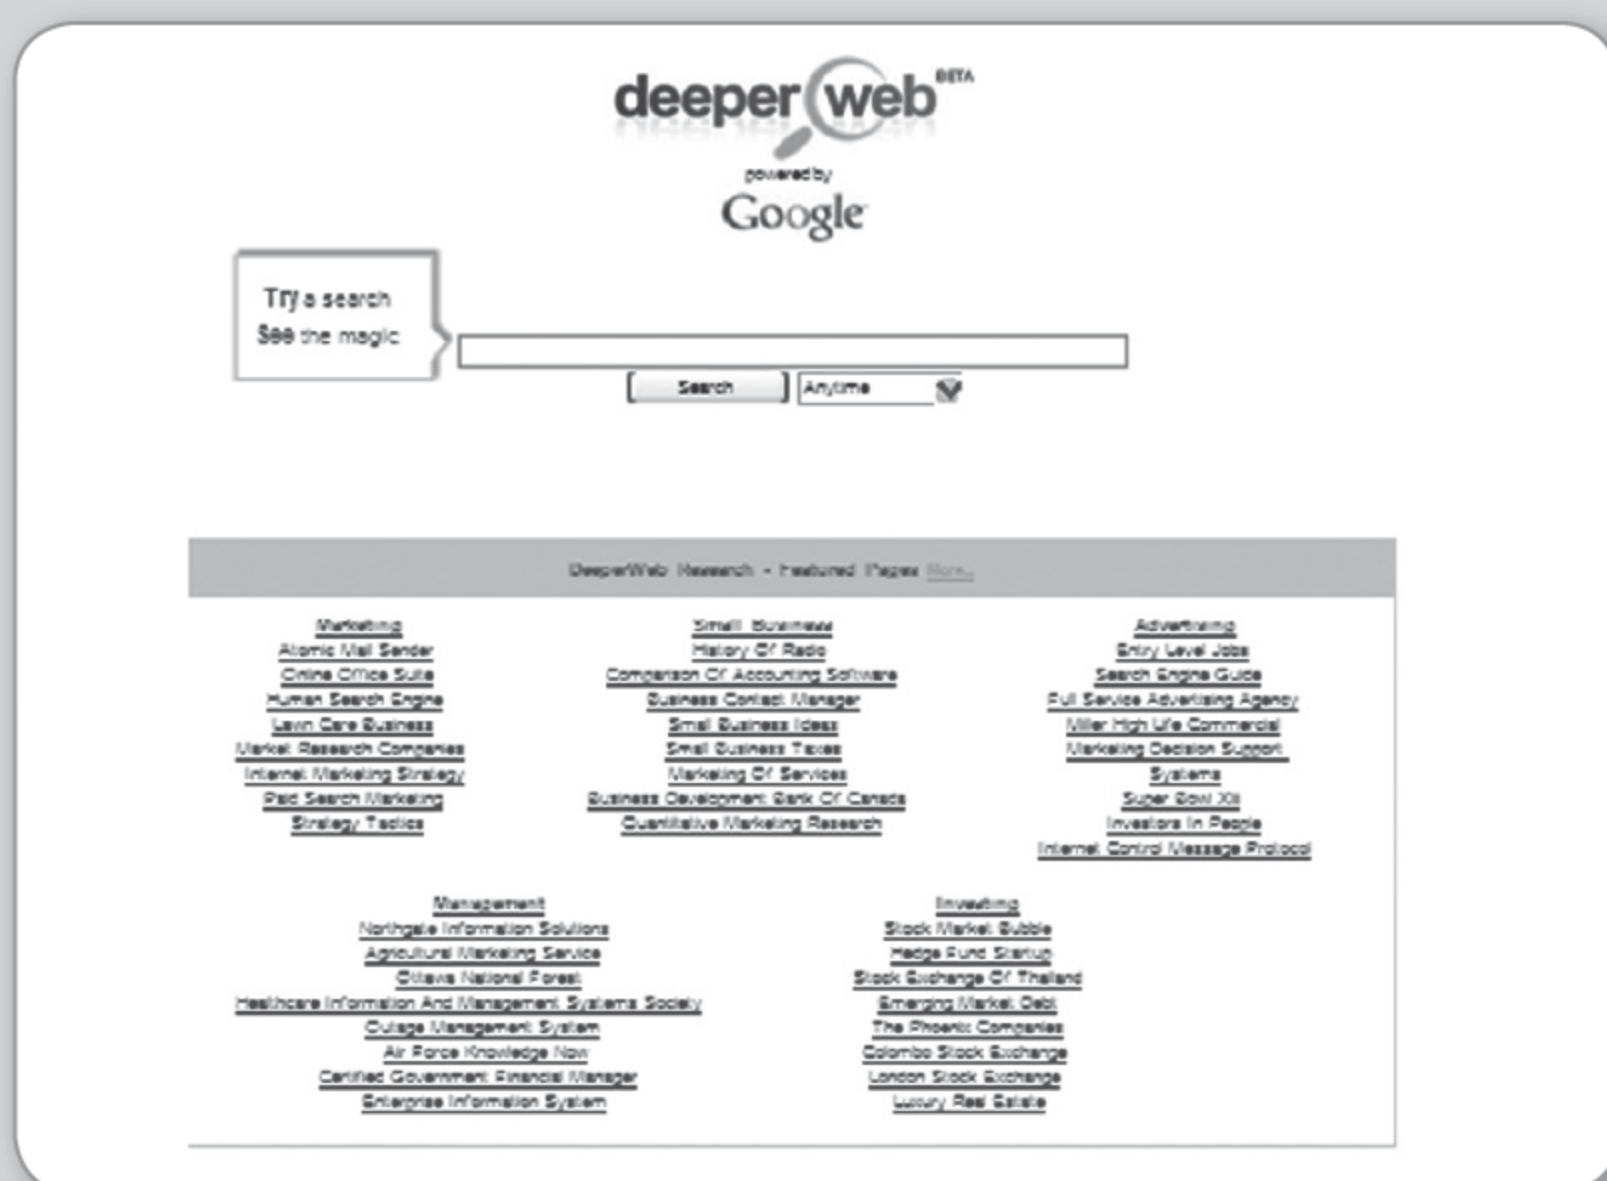 deeper web BETA
powered by
Google
Try a search
See the magic
Search
Anytime
DeeperWeb Research - Featured Pages More...
Marketing
Atomic Mail Sender
Online Office Suite
Human Search Engine
Lawn Care Business
Market Research Companies
Internet Marketing Strategy
Paid Search Marketing
Strategy Tactics
Small Business
History Of Radio
Comparison Of Accounting Software
Business Contact Manager
Small Business Ideas
Small Business Taxes
Marketing Of Services
Business Development Bank Of Canada
Quantitative Marketing Research
Advertising
Entry Level Jobs
Search Engine Guide
Full Service Advertising Agency
Miller High Life Commercial
Marketing Decision Support
Systems
Super Bowl
Investors In People
Internet Control Message Protocol
Management
Northgate Information Solutions
Agricultural Marketing Service
Ottawa National Forest
Healthcare Information And Management Systems Society
Outage Management System
Air Force Knowledge Now
Certified Government Financial Manager
Enterprise Information System
Investing
Stock Market Bubble
Hedge Fund Startup
Stock Exchange Of Thailand
Emerging Market Debt
The Phoenix Companies
Colombo Stock Exchange
London Stock Exchange
Luxury Real Estate